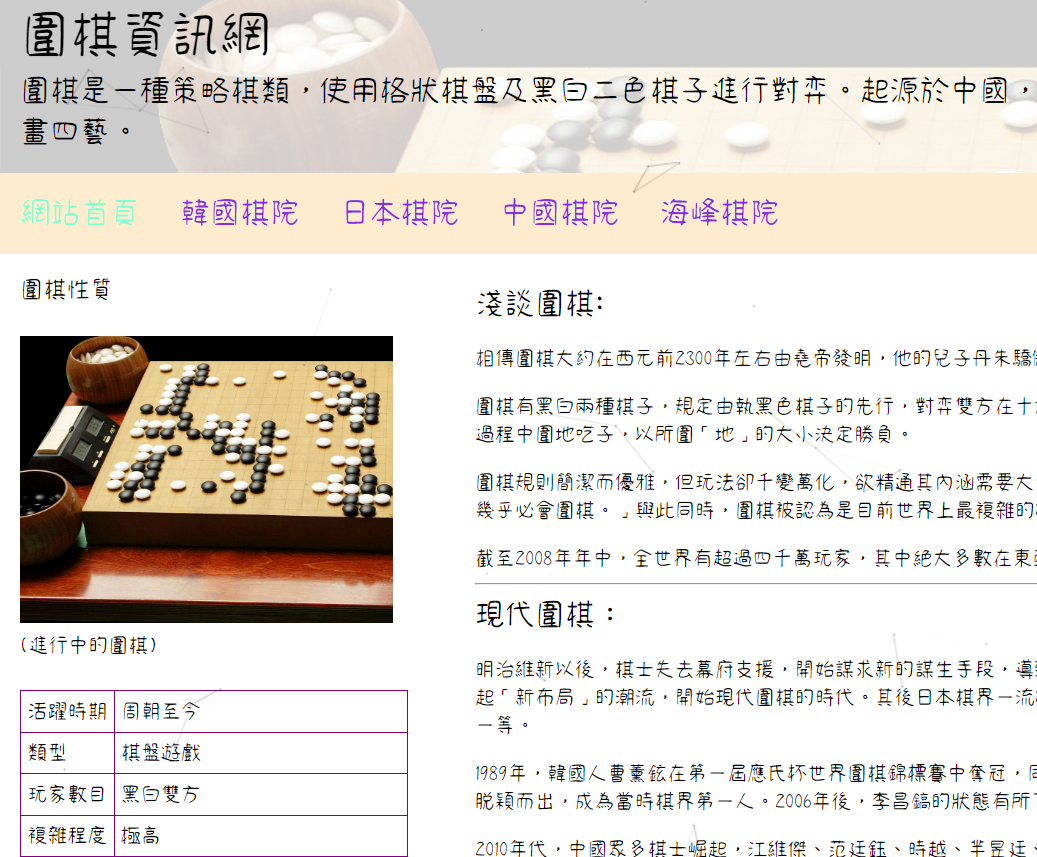 圍棋資訊網
圍棋是一種策略棋類，使用格狀棋盤及黑白二色棋子進行對弈。起源於中國，
畫四藝。
網站首頁 韓國棋院 日本棋院 中國棋院 海峰棋院
圍棋性質
(進行中的圍棋)
活躍時期 周朝至今
類型 棋盤遊戲
玩家數目 黑白雙方
複雜程度 極高
淺談圍棋:
相傳圍棋大約在西元前2300年左右由堯帝發明，他的兒子丹朱驕
圍棋有黑白兩種棋子，規定由執黑色棋子的先行，對弈雙方在十
過程中圍地吃子，以所圍「地」的大小決定勝負。
圍棋規則簡潔而優雅，但玩法卻千變萬化，欲精通其內涵需要大
幾乎必會圍棋。」與此同時，圍棋被認為是目前世界上最複雜的
截至2008年年中，全世界有超過四千萬玩家，其中絕大多數在東
現代圍棋：
明治維新以後，棋士失去幕府支援，開始謀求新的謀生手段，導
起「新布局」的潮流，開始現代圍棋的時代。其後日本棋界一流
一等。
1989年，韓國人曹薰鉉在第一屆應氏杯世界圍棋錦標賽中奪冠，同
脫穎而出，成為當時棋界第一人。2006年後，李昌鎬的狀態有所
2010年代，中國眾多棋士崛起，江維傑、范廷鈺、時越、羋昱廷、